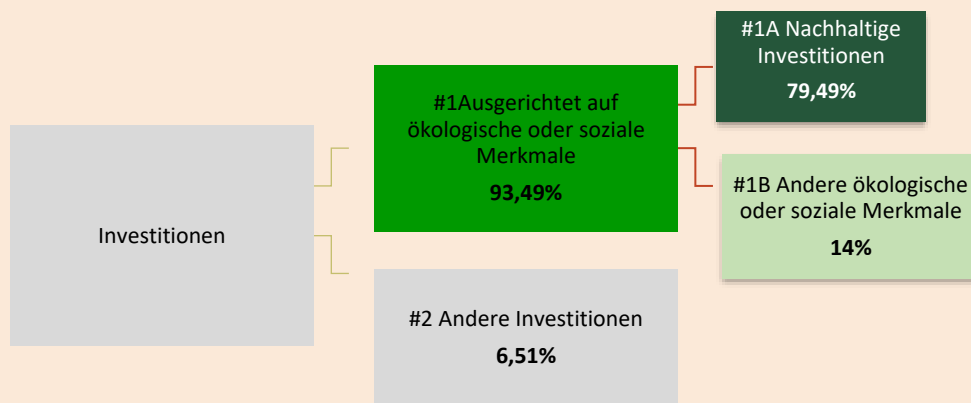 Investitionen
#1Ausgerichtet auf
ökologische oder soziale
Merkmale
93,49%
#2 Andere Investitionen
6,51%
#1A Nachhaltige
Investitionen
79,49%
#1B Andere ökologische
oder soziale Merkmale
14%